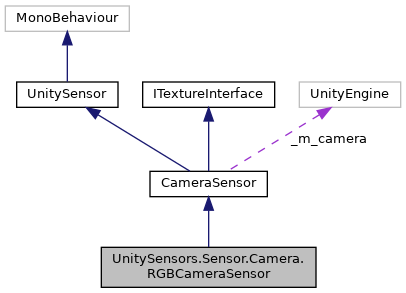 MonoBehaviour
UnitySensor
ITextureInterface
UnityEngine
_m_camera
CameraSensor
UnitySensors.Sensor.Camera.
RGBCameraSensor